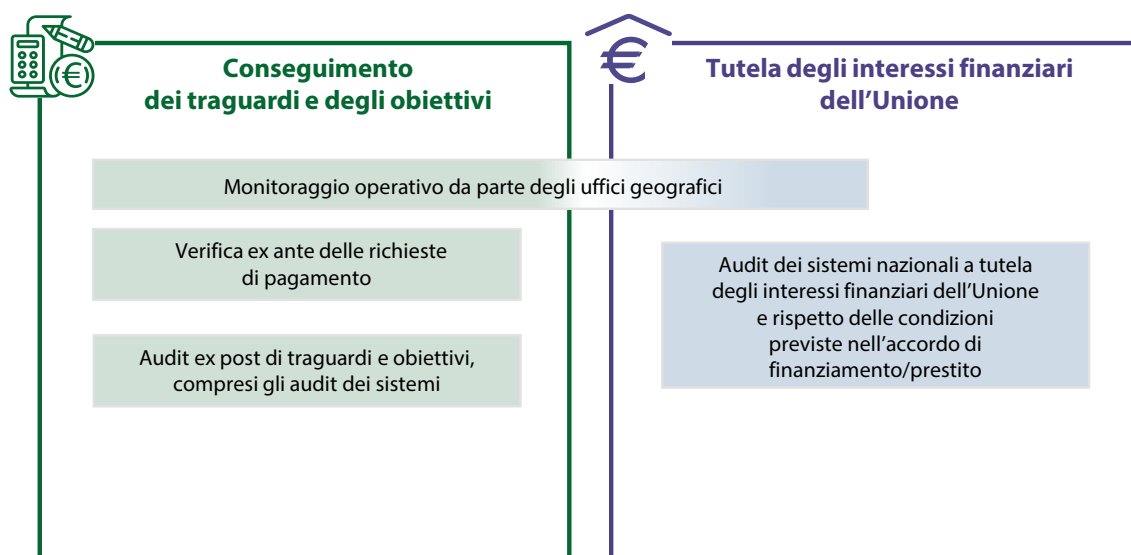 Conseguimento
dei traguardi e degli obiettivi
Tutela degli interessi finanziari
dell’Unione
Monitoraggio operativo da parte degli uffici geografici
Verifica ex ante delle richieste
di pagamento
Audit ex post di traguardi e obiettivi,
compresi gli audit dei sistemi
Audit dei sistemi nazionali a tutela
degli interessi finanziari dell’Unione
e rispetto delle condizioni
previste nell’accordo di
finanziamento/prestito